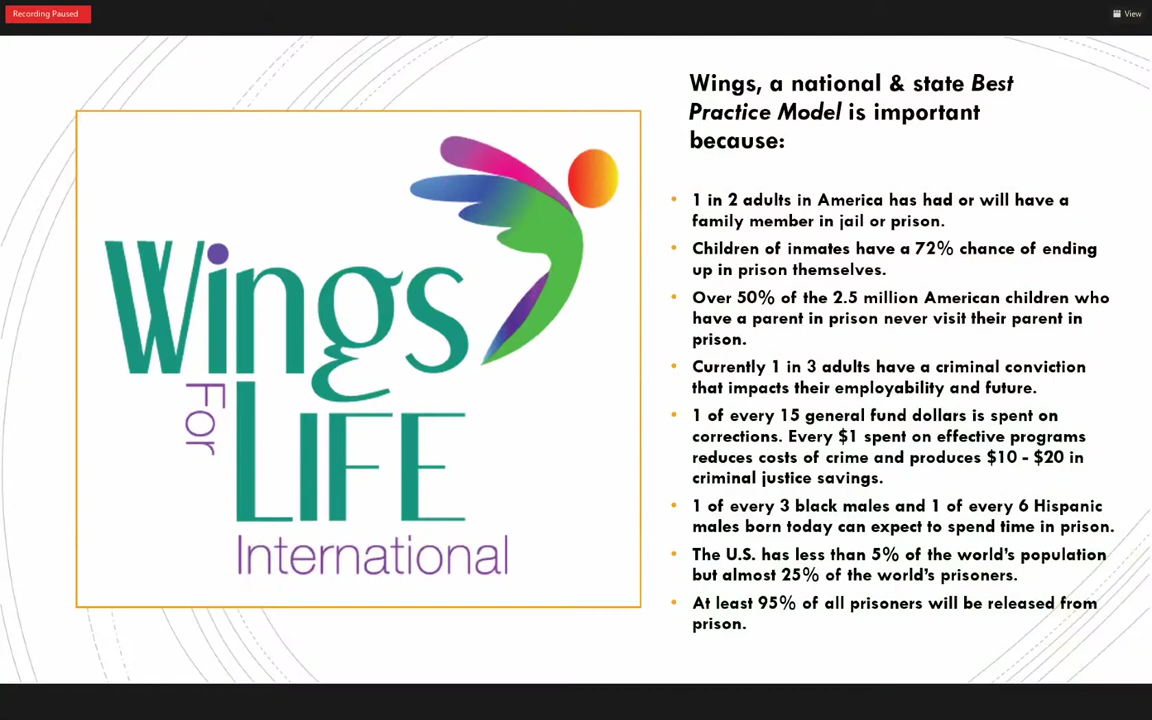 Recording Paused
View
Wings
For
LIFE
International
Wings, a national & state Best
Practice Model is important
because:
• 1 in 2 adults in America has had or will have a
family member in jail or prison.
• Children of inmates have a 72% chance of ending
up in prison themselves.
• Over 50% of the 2.5 million American children who
have a parent in prison never visit their parent in
prison.
• Currently 1 in 3 adults have a criminal conviction
that impacts their employability and future.
• 1 of every 15 general fund dollars is spent on
corrections. Every $1 spent on effective programs
reduces costs of crime and produces $10 - $20 in
criminal justice savings.
• 1 of every 3 black males and 1 of every 6 Hispanic
males born today can expect to spend time in prison.
• The U.S. has less than 5% of the world's population
but almost 25% of the world's prisoners.
• At least 95% of all prisoners will be released from
prison.